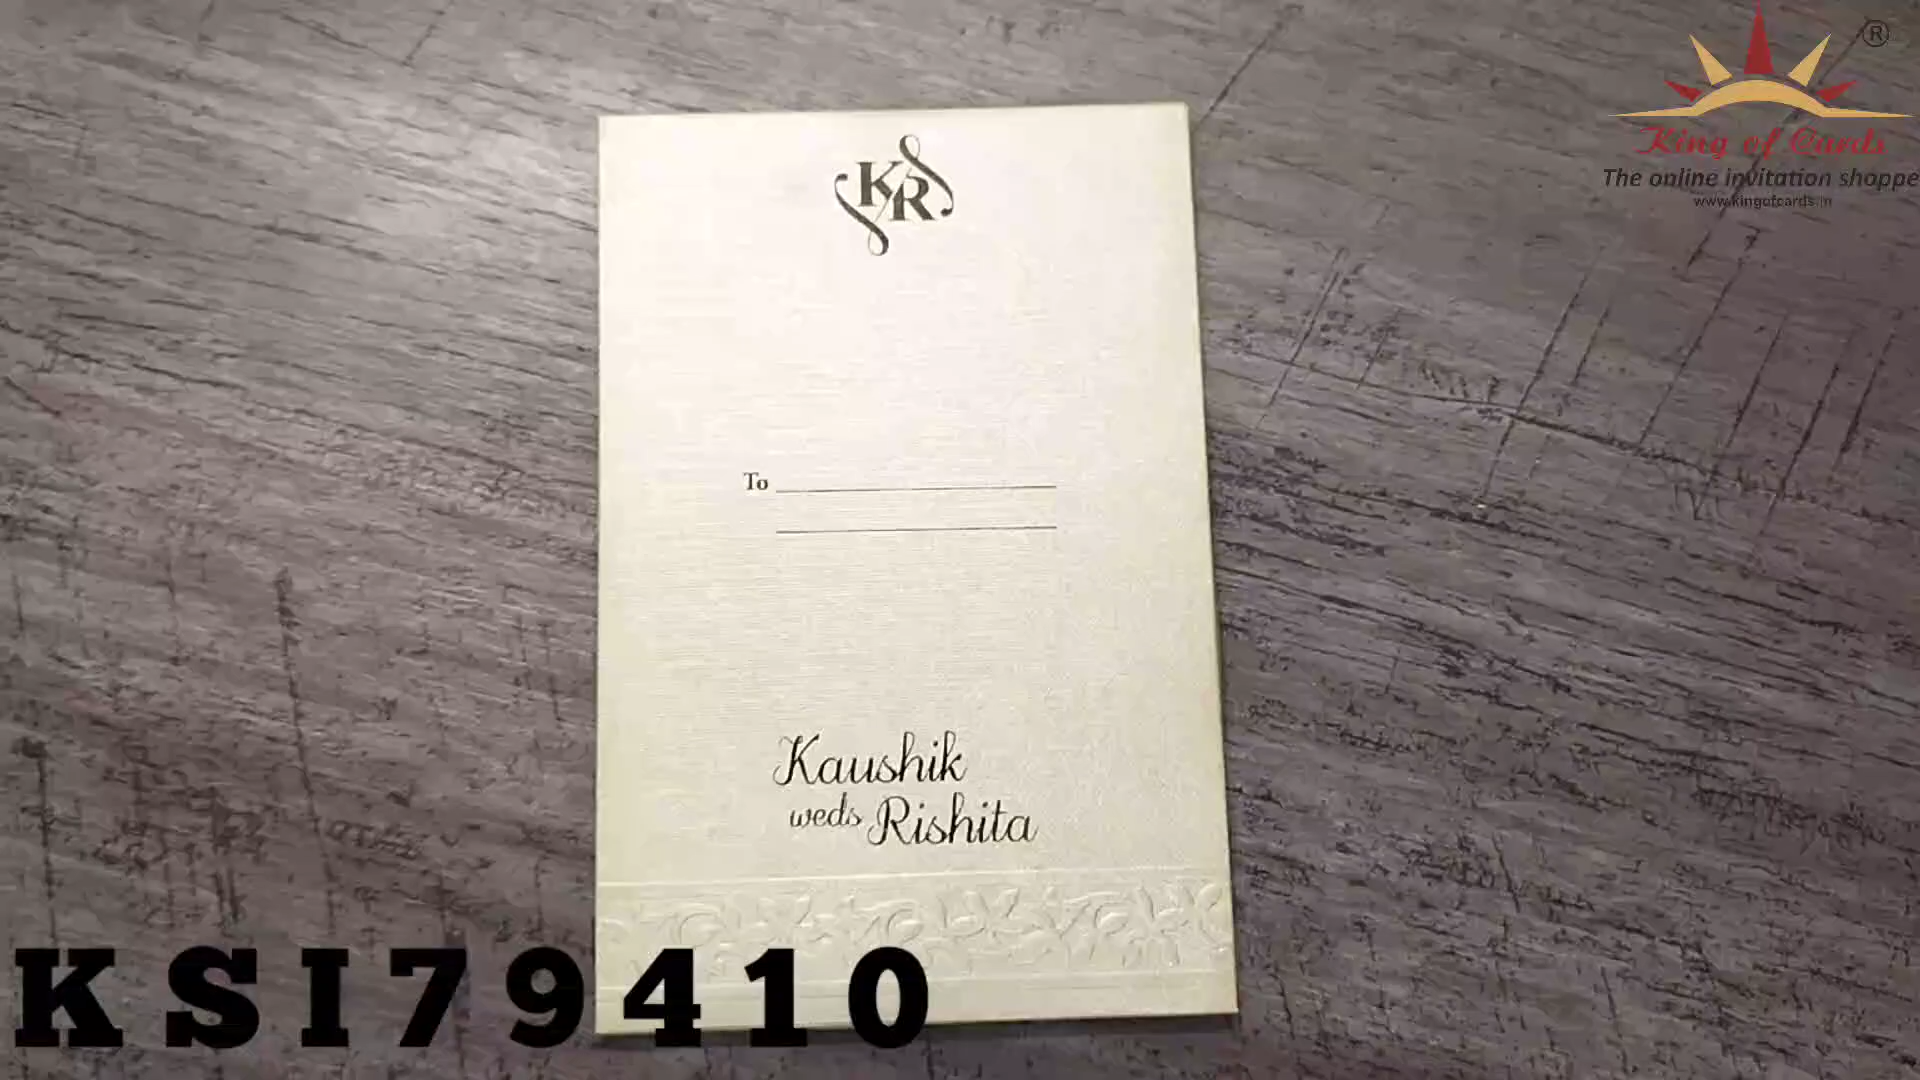 ®
King of Cards
The online invitation shoppe
www.kingofcards.in
KR
To
Kaushik
weds Rishita
KSI79410